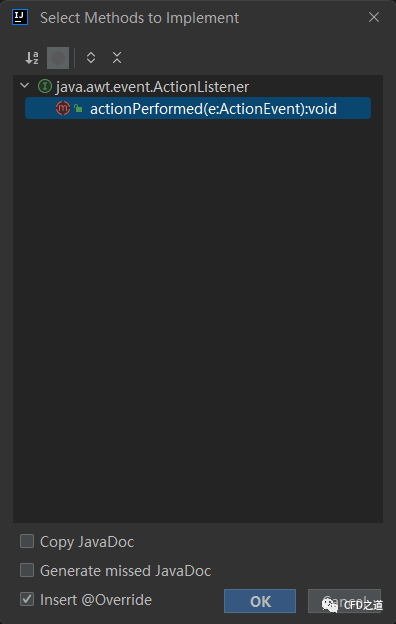 Select Methods to Implement
java.awt.event.ActionListener
actionPerformed(e:ActionEvent):void
Copy JavaDoc
Generate missed JavaDoc
Insert @Override
OK
Cancel
CFD之道